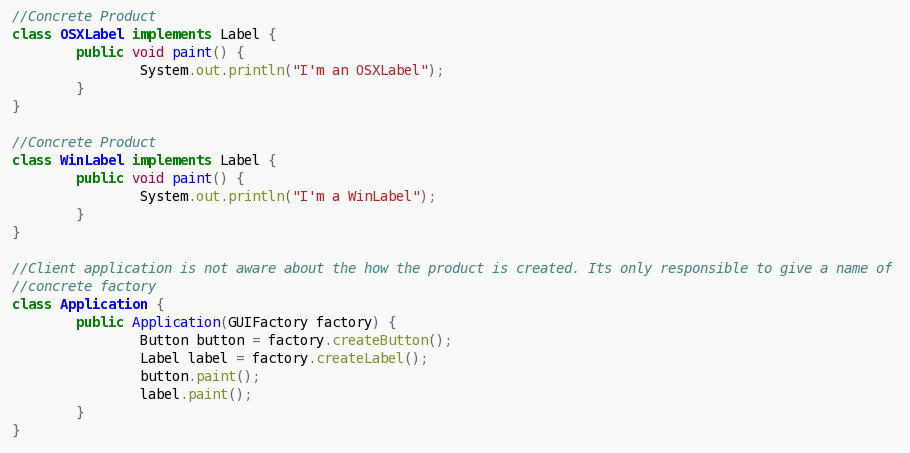 //Concrete Product
class OSXLabel implements Label {
        public void paint() {
                System.out.println("I'm an OSXLabel");
        }
}

//Concrete Product
class WinLabel implements Label {
        public void paint() {
                System.out.println("I'm a WinLabel");
        }
}

//Client application is not aware about the how the product is created. Its only responsible to give a name of
//concrete factory
class Application {
        public Application(GUIFactory factory) {
                Button button = factory.createButton();
                Label label = factory.createLabel();
                button.paint();
                label.paint();
        }
}